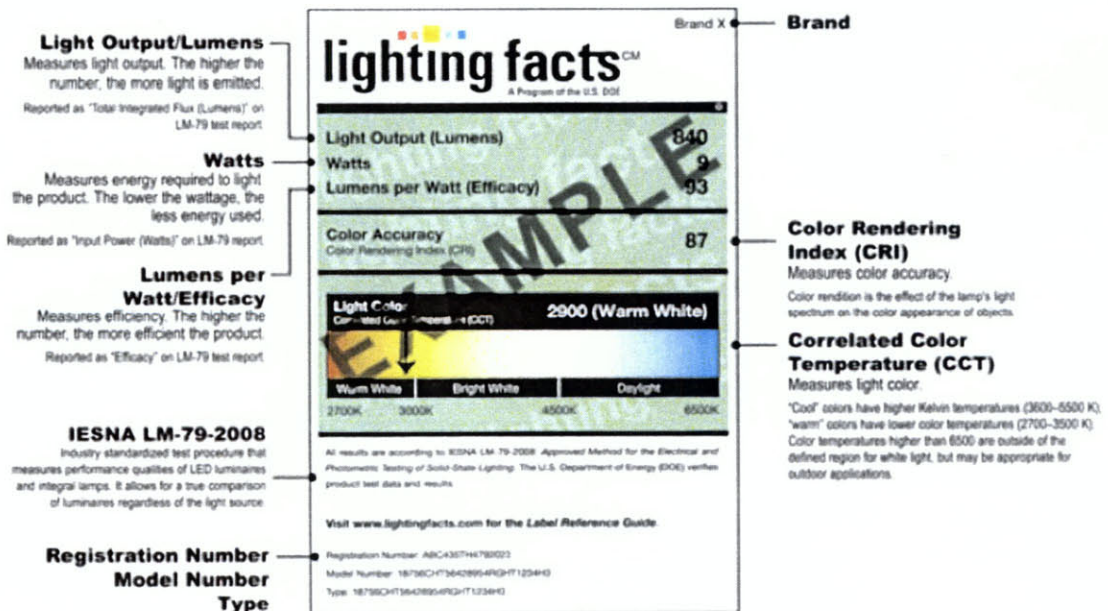 Light Output/Lumens
Measures light output. The higher the
number, the more light is emitted.
Reported as "Total Integrated Flux (Lumens)" on
LM-79 test report.
Watts
Measures energy required to light
the product. The lower the wattage, the
less energy used.
Reported as "Input Power (Watts)" on LM-79 report.
Lumens per
Watt/Efficacy
Measures efficiency. The higher the
number, the more efficient the product.
Reported as "Efficacy" on LM-79 test report.
IESNA LM-79-2008
Industry standardized test procedure that
measures performance qualities of LED luminaires
and integral lamps. It allows for a true comparison
of luminaires regardless of the light source.
Registration Number
Model Number
Type
Brand X
lighting facts CM
A Program of the U.S. DOE
Light Output (Lumens) 840
Watts 9
Lumens per Watt (Efficacy) 93
Color Accuracy
Color Rendering Index (CRI) 87
Light Color
Correlated Color Temperature (CCT) 2900 (Warm White)
Warm White Bright White Daylight
2700K 3000K 4500K 6500K
EXAMPLE
All results are according to IESNA LM-79-2008: Approved Method for the Electrical and
Photometric Testing of Solid-State Lighting. The U.S. Department of Energy (DOE) verifies
product test data and results.
Visit www.lightingfacts.com for the Label Reference Guide.
Registration Number:
Model Number:
Type:
Brand
Color Rendering
Index (CRI)
Measures color accuracy.
Color rendition is the effect of the lamp's light
spectrum on the color appearance of objects.
Correlated Color
Temperature (CCT)
Measures light color.
"Cool" colors have higher Kelvin temperatures (3600–5500 K);
"warm" colors have lower color temperatures (2700–3500 K).
Color temperatures higher than 6500 are outside of the
defined region for white light, but may be appropriate for
outdoor applications.